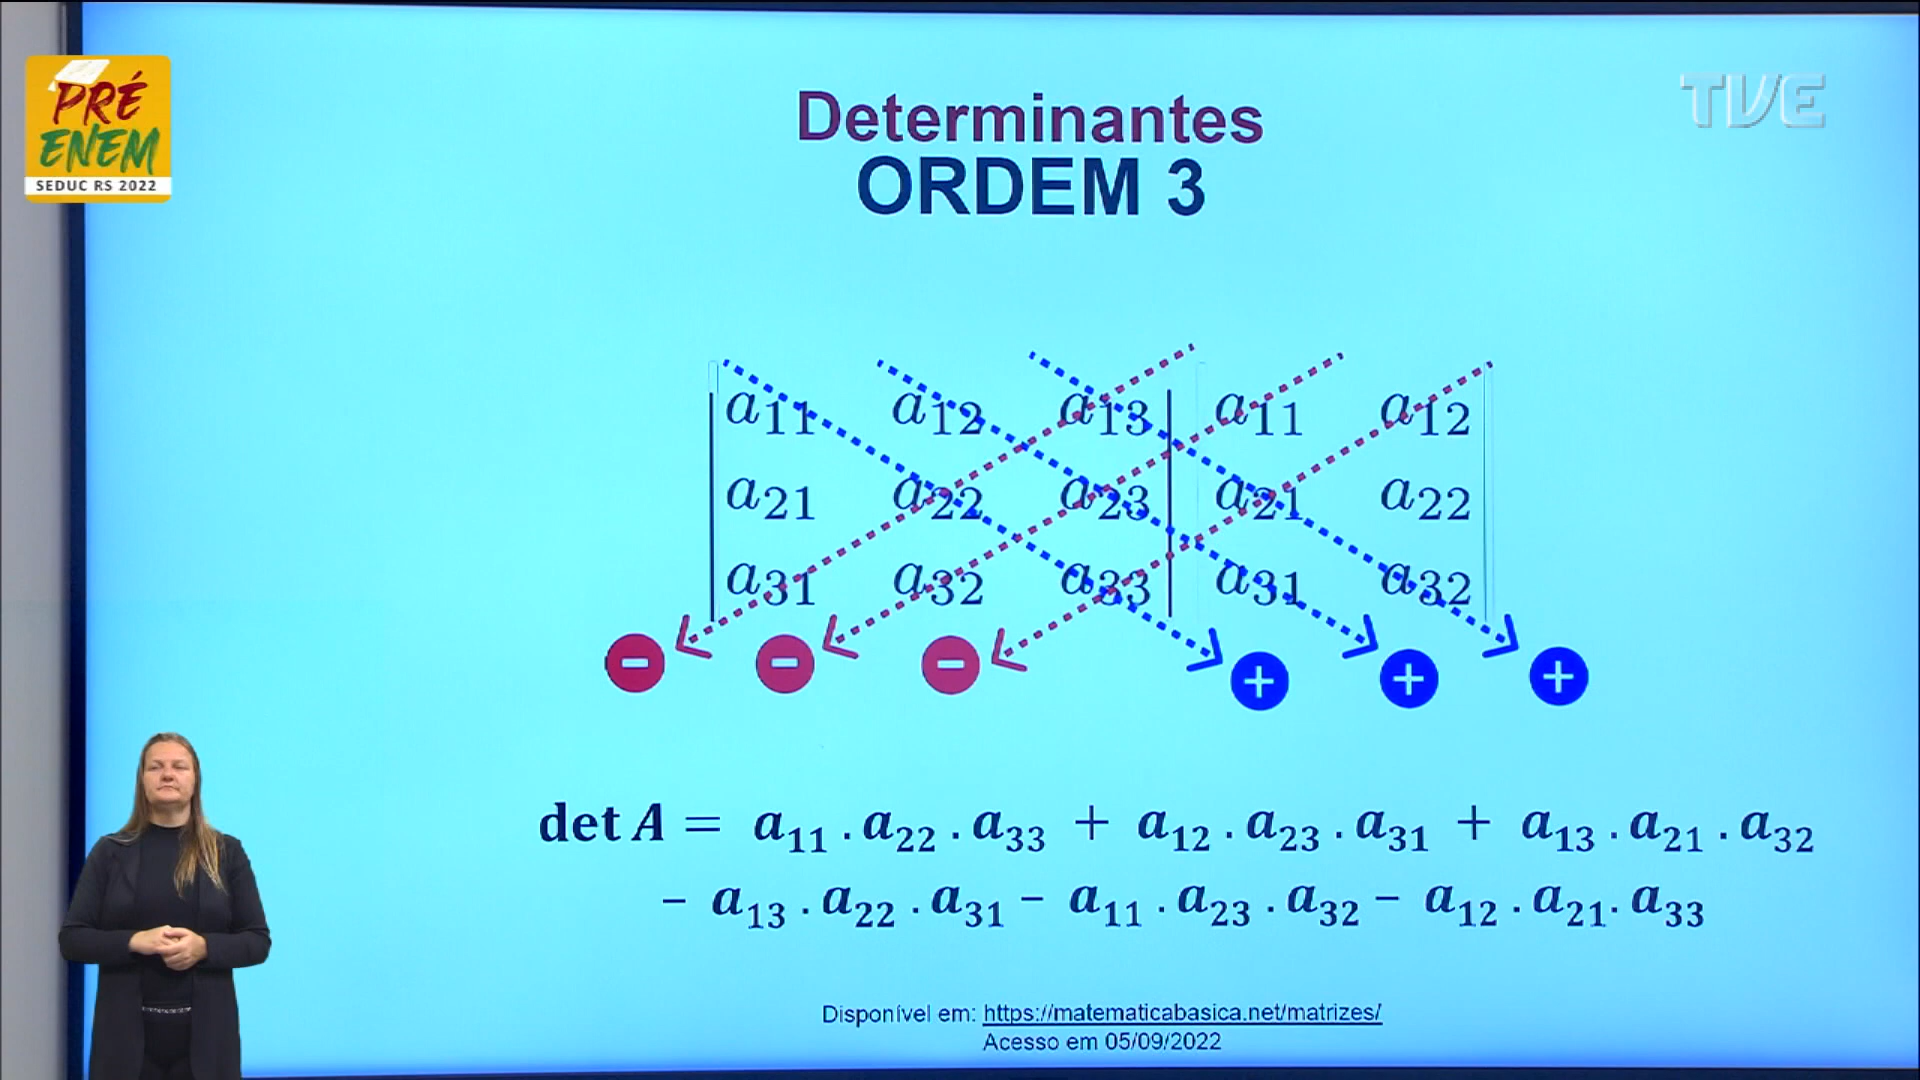 PRÉ
ENEM
SEDUC RS 2022
TVE
Determinantes
ORDEM 3
a₁₁ a₁₂ a₁₃ a₁₁ a₁₂
a₂₁ a₂₂ a₂₃ a₂₁ a₂₂
a₃₁ a₃₂ a₃₃ a₃₁ a₃₂
− − − + + +
det A = a₁₁ . a₂₂ . a₃₃ + a₁₂ . a₂₃ . a₃₁ + a₁₃ . a₂₁ . a₃₂
− a₁₃ . a₂₂ . a₃₁ − a₁₁ . a₂₃ . a₃₂ − a₁₂ . a₂₁. a₃₃
Disponível em: https://matematicabasica.net/matrizes/
Acesso em 05/09/2022